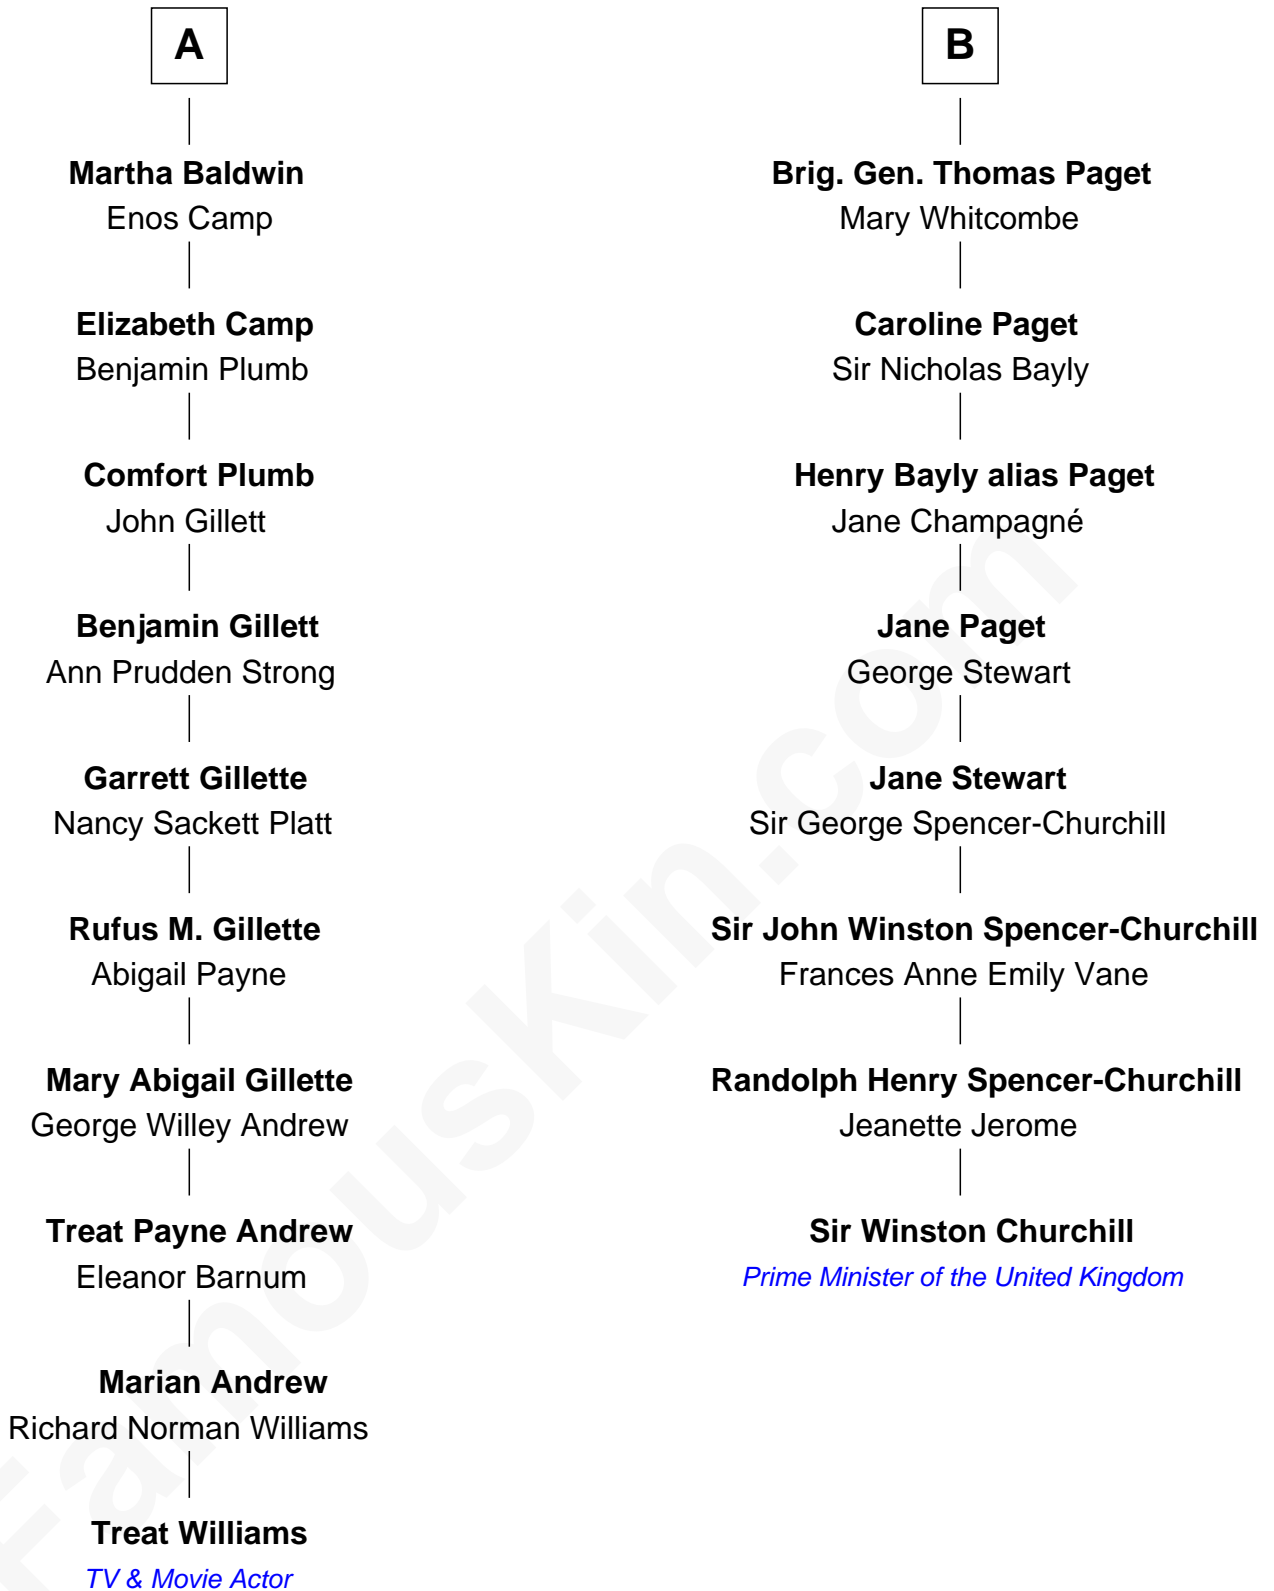 A
Martha Baldwin
Enos Camp
Elizabeth Camp
Benjamin Plumb
Comfort Plumb
John Gillett
Benjamin Gillett
Ann Prudden Strong
Garrett Gillette
Nancy Sackett Platt
Rufus M. Gillette
Abigail Payne
Mary Abigail Gillette
George Willey Andrew
Treat Payne Andrew
Eleanor Barnum
Marian Andrew
Richard Norman Williams
Treat Williams
TV & Movie Actor
B
Brig. Gen. Thomas Paget
Mary Whitcombe
Caroline Paget
Sir Nicholas Bayly
Henry Bayly alias Paget
Jane Champagné
Jane Paget
George Stewart
Jane Stewart
Sir George Spencer-Churchill
Sir John Winston Spencer-Churchill
Frances Anne Emily Vane
Randolph Henry Spencer-Churchill
Jeanette Jerome
Sir Winston Churchill
Prime Minister of the United Kingdom
FamousKin.com